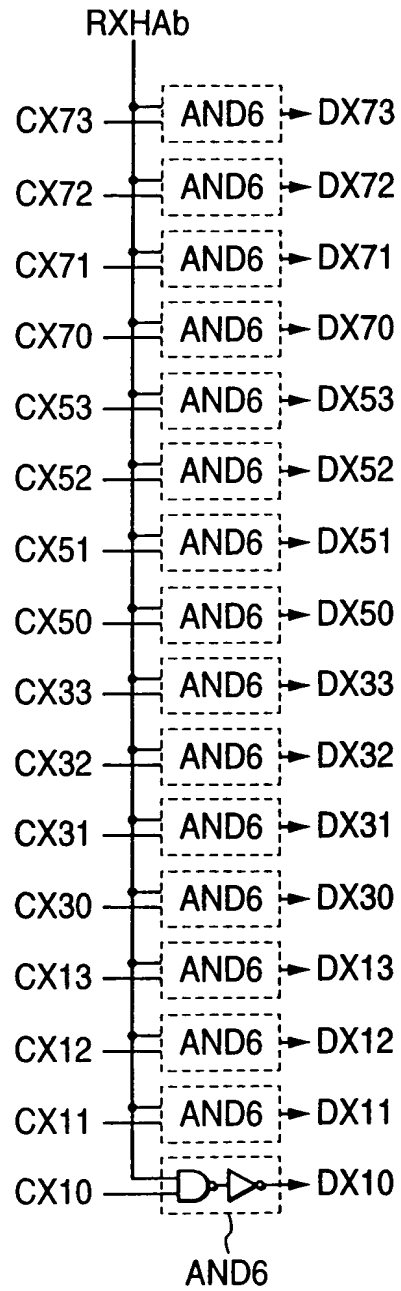 RXHAb
CX73 AND6 DX73
CX72 AND6 DX72
CX71 AND6 DX71
CX70 AND6 DX70
CX53 AND6 DX53
CX52 AND6 DX52
CX51 AND6 DX51
CX50 AND6 DX50
CX33 AND6 DX33
CX32 AND6 DX32
CX31 AND6 DX31
CX30 AND6 DX30
CX13 AND6 DX13
CX12 AND6 DX12
CX11 AND6 DX11
CX10 DX10
AND6